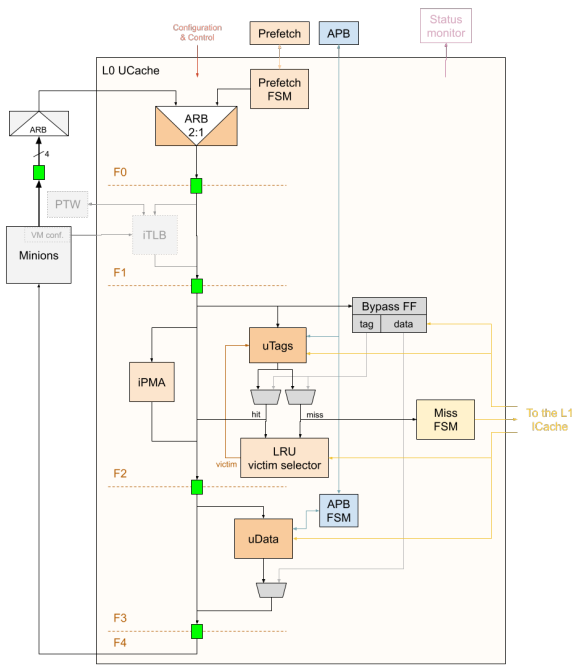 Configuration
& Control
Prefetch
APB
Status
monitor
L0 UCache
Prefetch
FSM
ARB
2:1
ARB
4
F0
PTW
VM conf.
iTLB
Minions
F1
Bypass FF
tag
data
uTags
iPMA
hit
miss
Miss
FSM
To the L1
ICache
LRU
victim selector
victim
F2
APB
FSM
uData
F3
F4